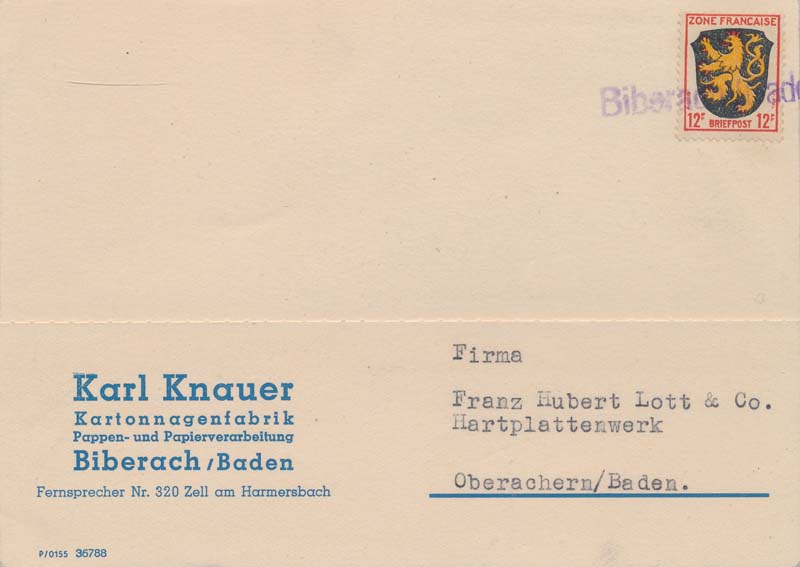 ZONE FRANCAISE
12F BRIEFPOST 12F
Karl Knauer
Kartonnagenfabrik
Pappen- und Papierverarbeitung
Biberach/Baden
Fernsprecher Nr. 320 Zell am Harmersbach
P/0155 36788
Firma
Franz Hubert Lott & Co.
Hartplattenwerk
Oberachern/Baden.